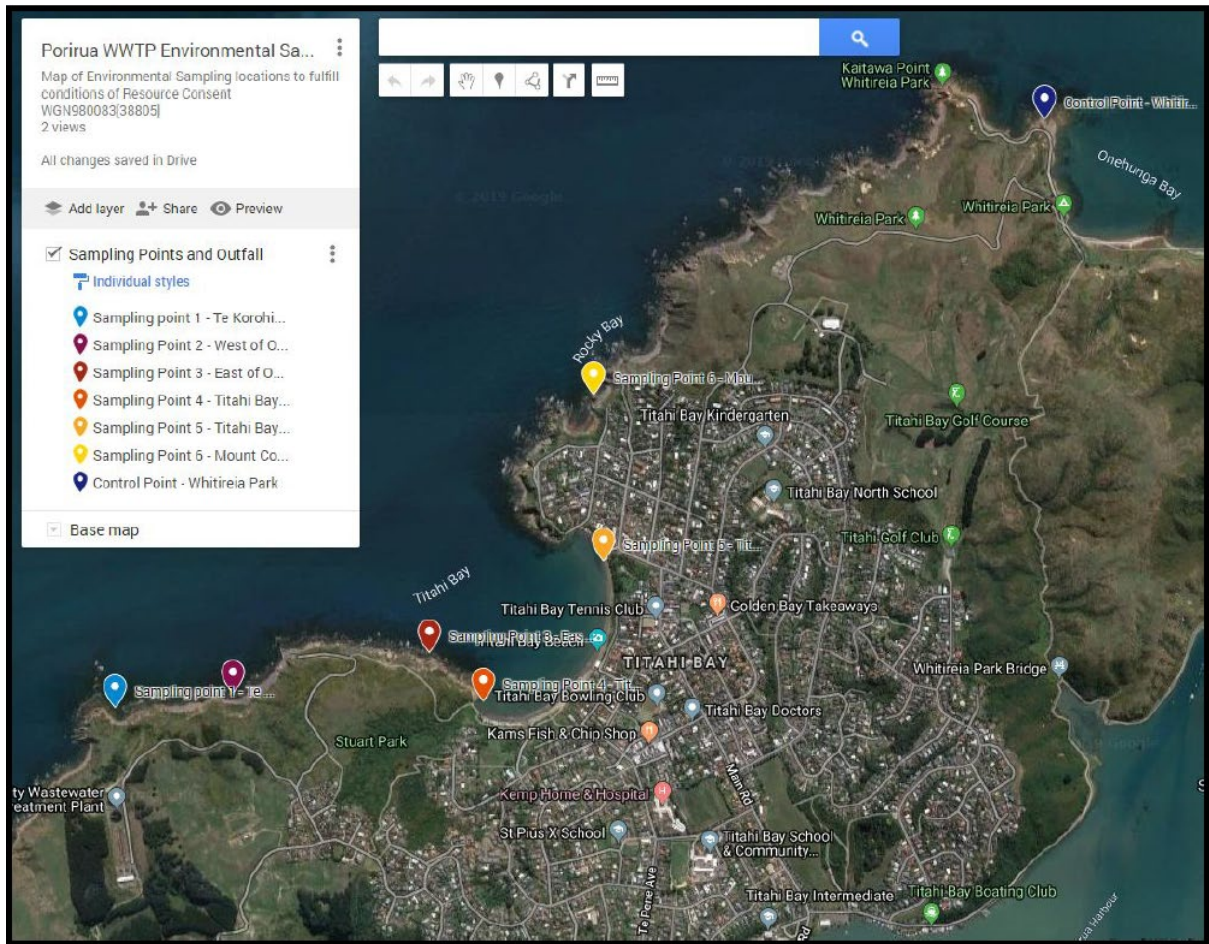 Porirua WWTP Environmental Sa...
Map of Environmental Sampling locations to fulfill
conditions of Resource Consent
WGN980083[38805]
2 views
All changes saved in Drive
Add layer
Share
Preview
Sampling Points and Outfall
Individual styles
Sampling point 1 - Te Korohi...
Sampling Point 2 - West of O...
Sampling Point 3 - East of O...
Sampling Point 4 - Titahi Bay...
Sampling Point 5 - Titahi Bay...
Sampling Point 6 - Mount Co...
Control Point - Whitireia Park
Base map
Kaitawa Point
Whitireia Park
Control Point - Whitir...
Onehunga Bay
© 2019 Google
© 2019 Google
Whitireia Park
Whitireia Park
Rocky Bay
Sampling Point 6 - Mou...
Titahi Bay Kindergarten
Titahi Bay Golf Course
Titahi Bay North School
Titahi Golf Club
Sampling Point 5 - Tit...
Titahi Bay
Titahi Bay Tennis Club
Golden Bay Takeaways
Sampling Point 3 - Eas...
Titahi Bay Beach
TITAHI BAY
Whitireia Park Bridge
Sampling point 1 - Te ...
Sampling Point 4 - Tit...
Titahi Bay Bowling Club
Titahi Bay Doctors
Kams Fish & Chip Shop
Stuart Park
Main Rd
ty Wastewater
eatment Plant
Kemp Home & Hospital
St Pius X School
Titahi Bay School
& Community...
Te Pene Ave
Titahi Bay Intermediate
Titahi Bay Boating Club
Rd
rua Harbour